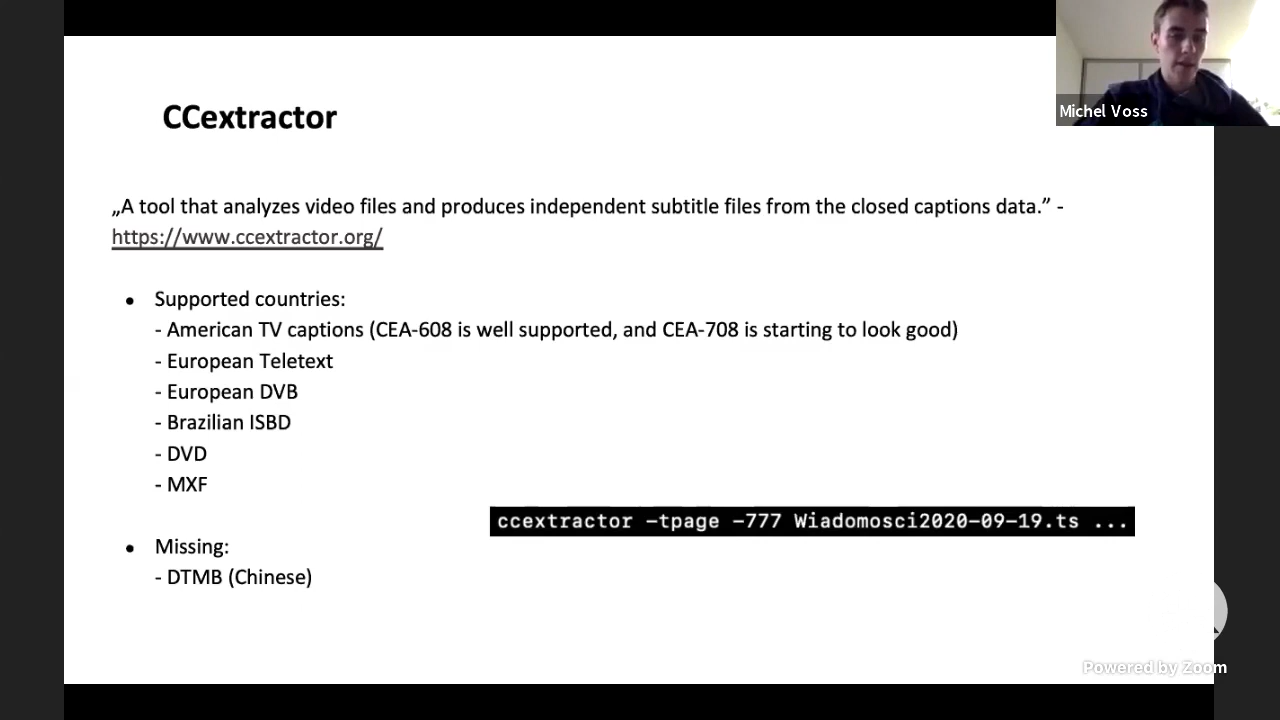 CCextractor
Michel Voss
„A tool that analyzes video files and produces independent subtitle files from the closed captions data.” -
https://www.ccextractor.org/
● Supported countries:
- American TV captions (CEA-608 is well supported, and CEA-708 is starting to look good)
- European Teletext
- European DVB
- Brazilian ISBD
- DVD
- MXF
ccextractor -tpage -777 Wiadomosci2020-09-19.ts ...
● Missing:
- DTMB (Chinese)
Powered by Zoom